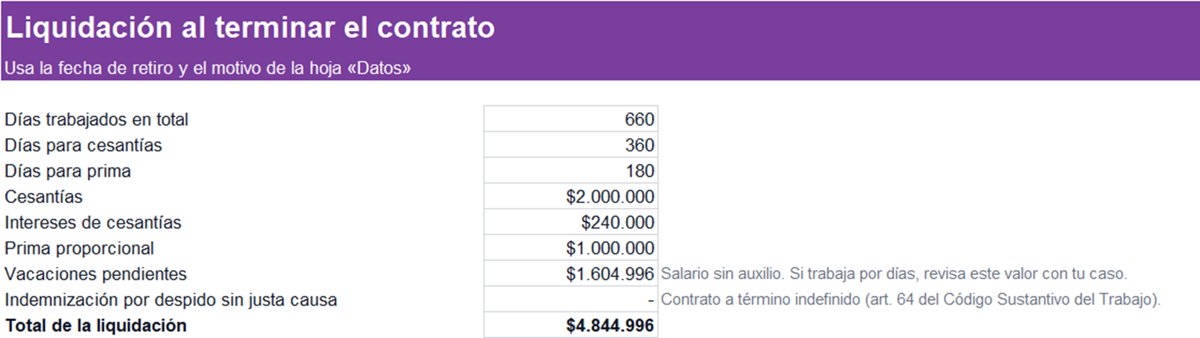 Liquidación al terminar el contrato
Usa la fecha de retiro y el motivo de la hoja «Datos»
Días trabajados en total 660
Días para cesantías 360
Días para prima 180
Cesantías $2.000.000
Intereses de cesantías $240.000
Prima proporcional $1.000.000
Vacaciones pendientes $1.604.996 Salario sin auxilio. Si trabaja por días, revisa este valor con tu caso.
Indemnización por despido sin justa causa - Contrato a término indefinido (art. 64 del Código Sustantivo del Trabajo).
Total de la liquidación $4.844.996